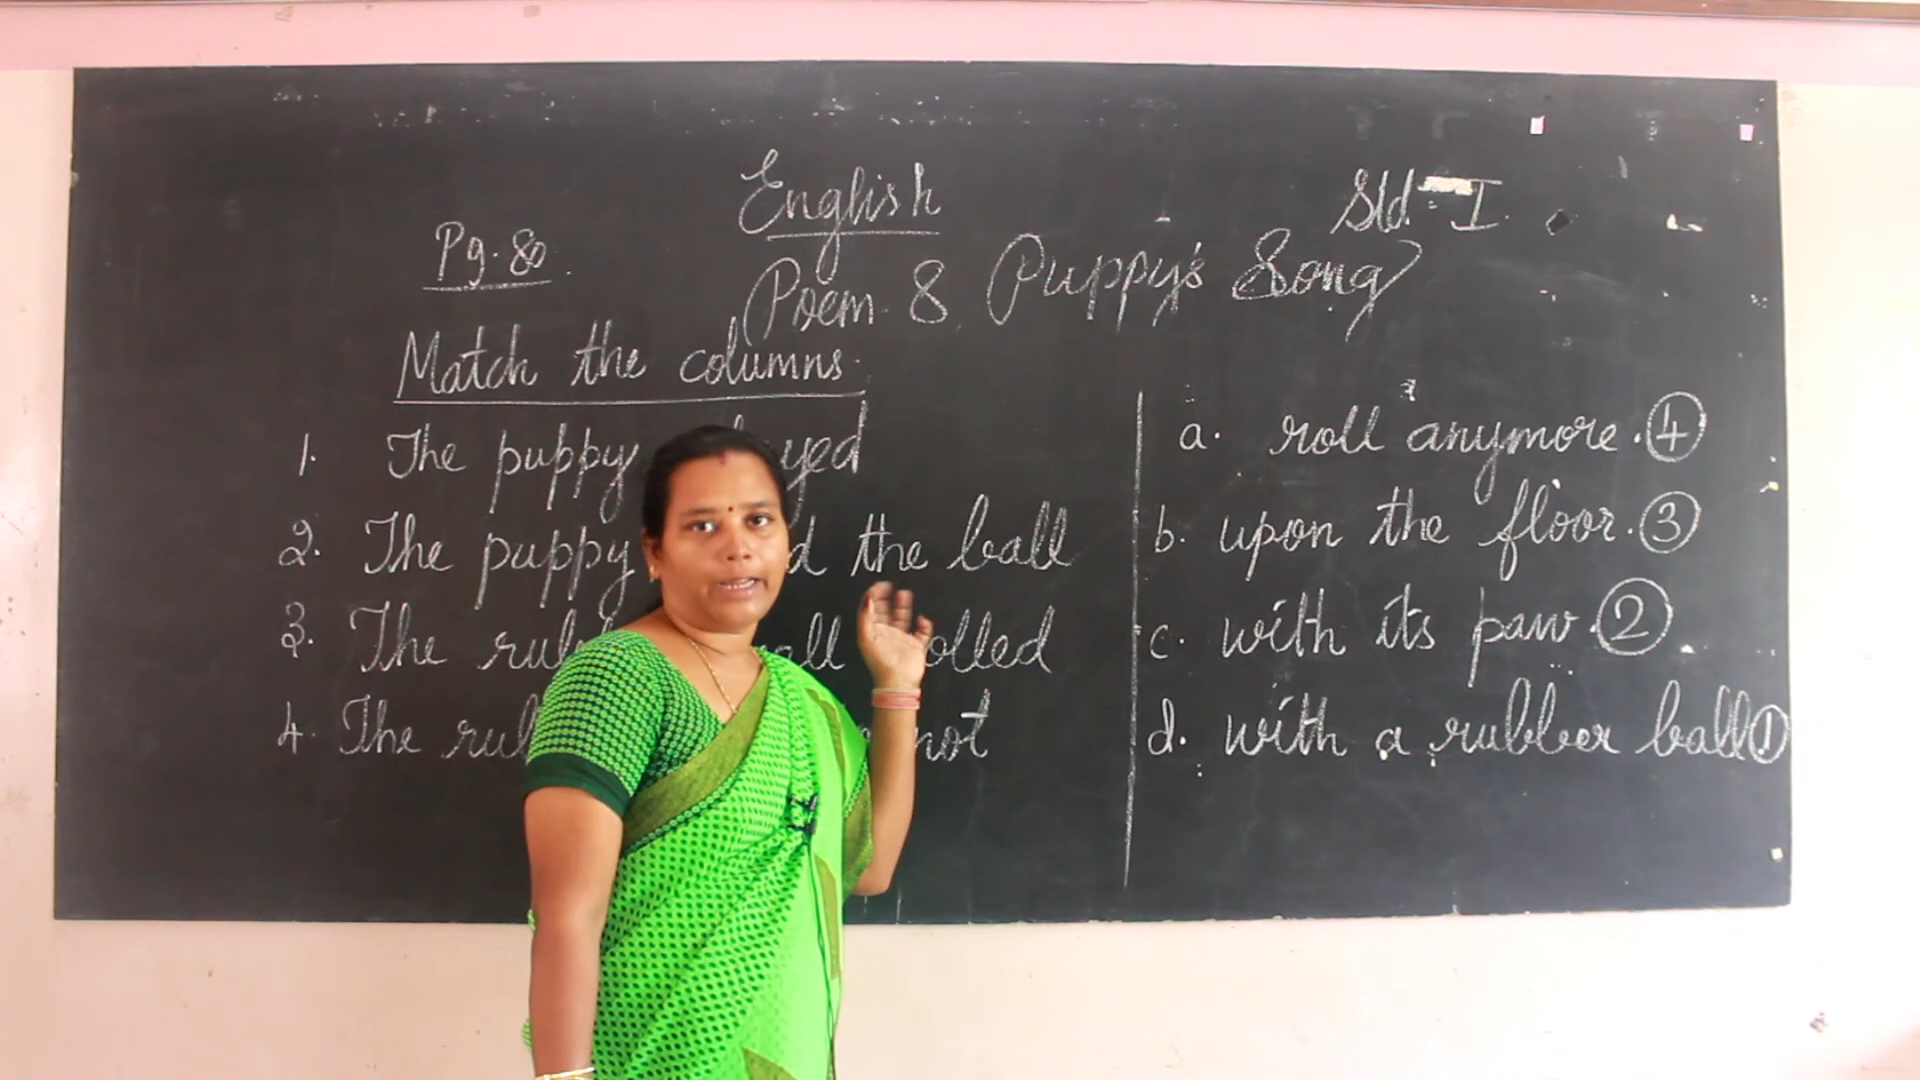 English
Std - I
Pg. 80
Poem 8 Puppy's Song
Match the columns.
1. The puppy
a. roll anymore. 4
2. The puppy the ball
b. upon the floor. 3
3. The rolled
c. with its paw. 2
4. The not
d. with a rubber ball 1